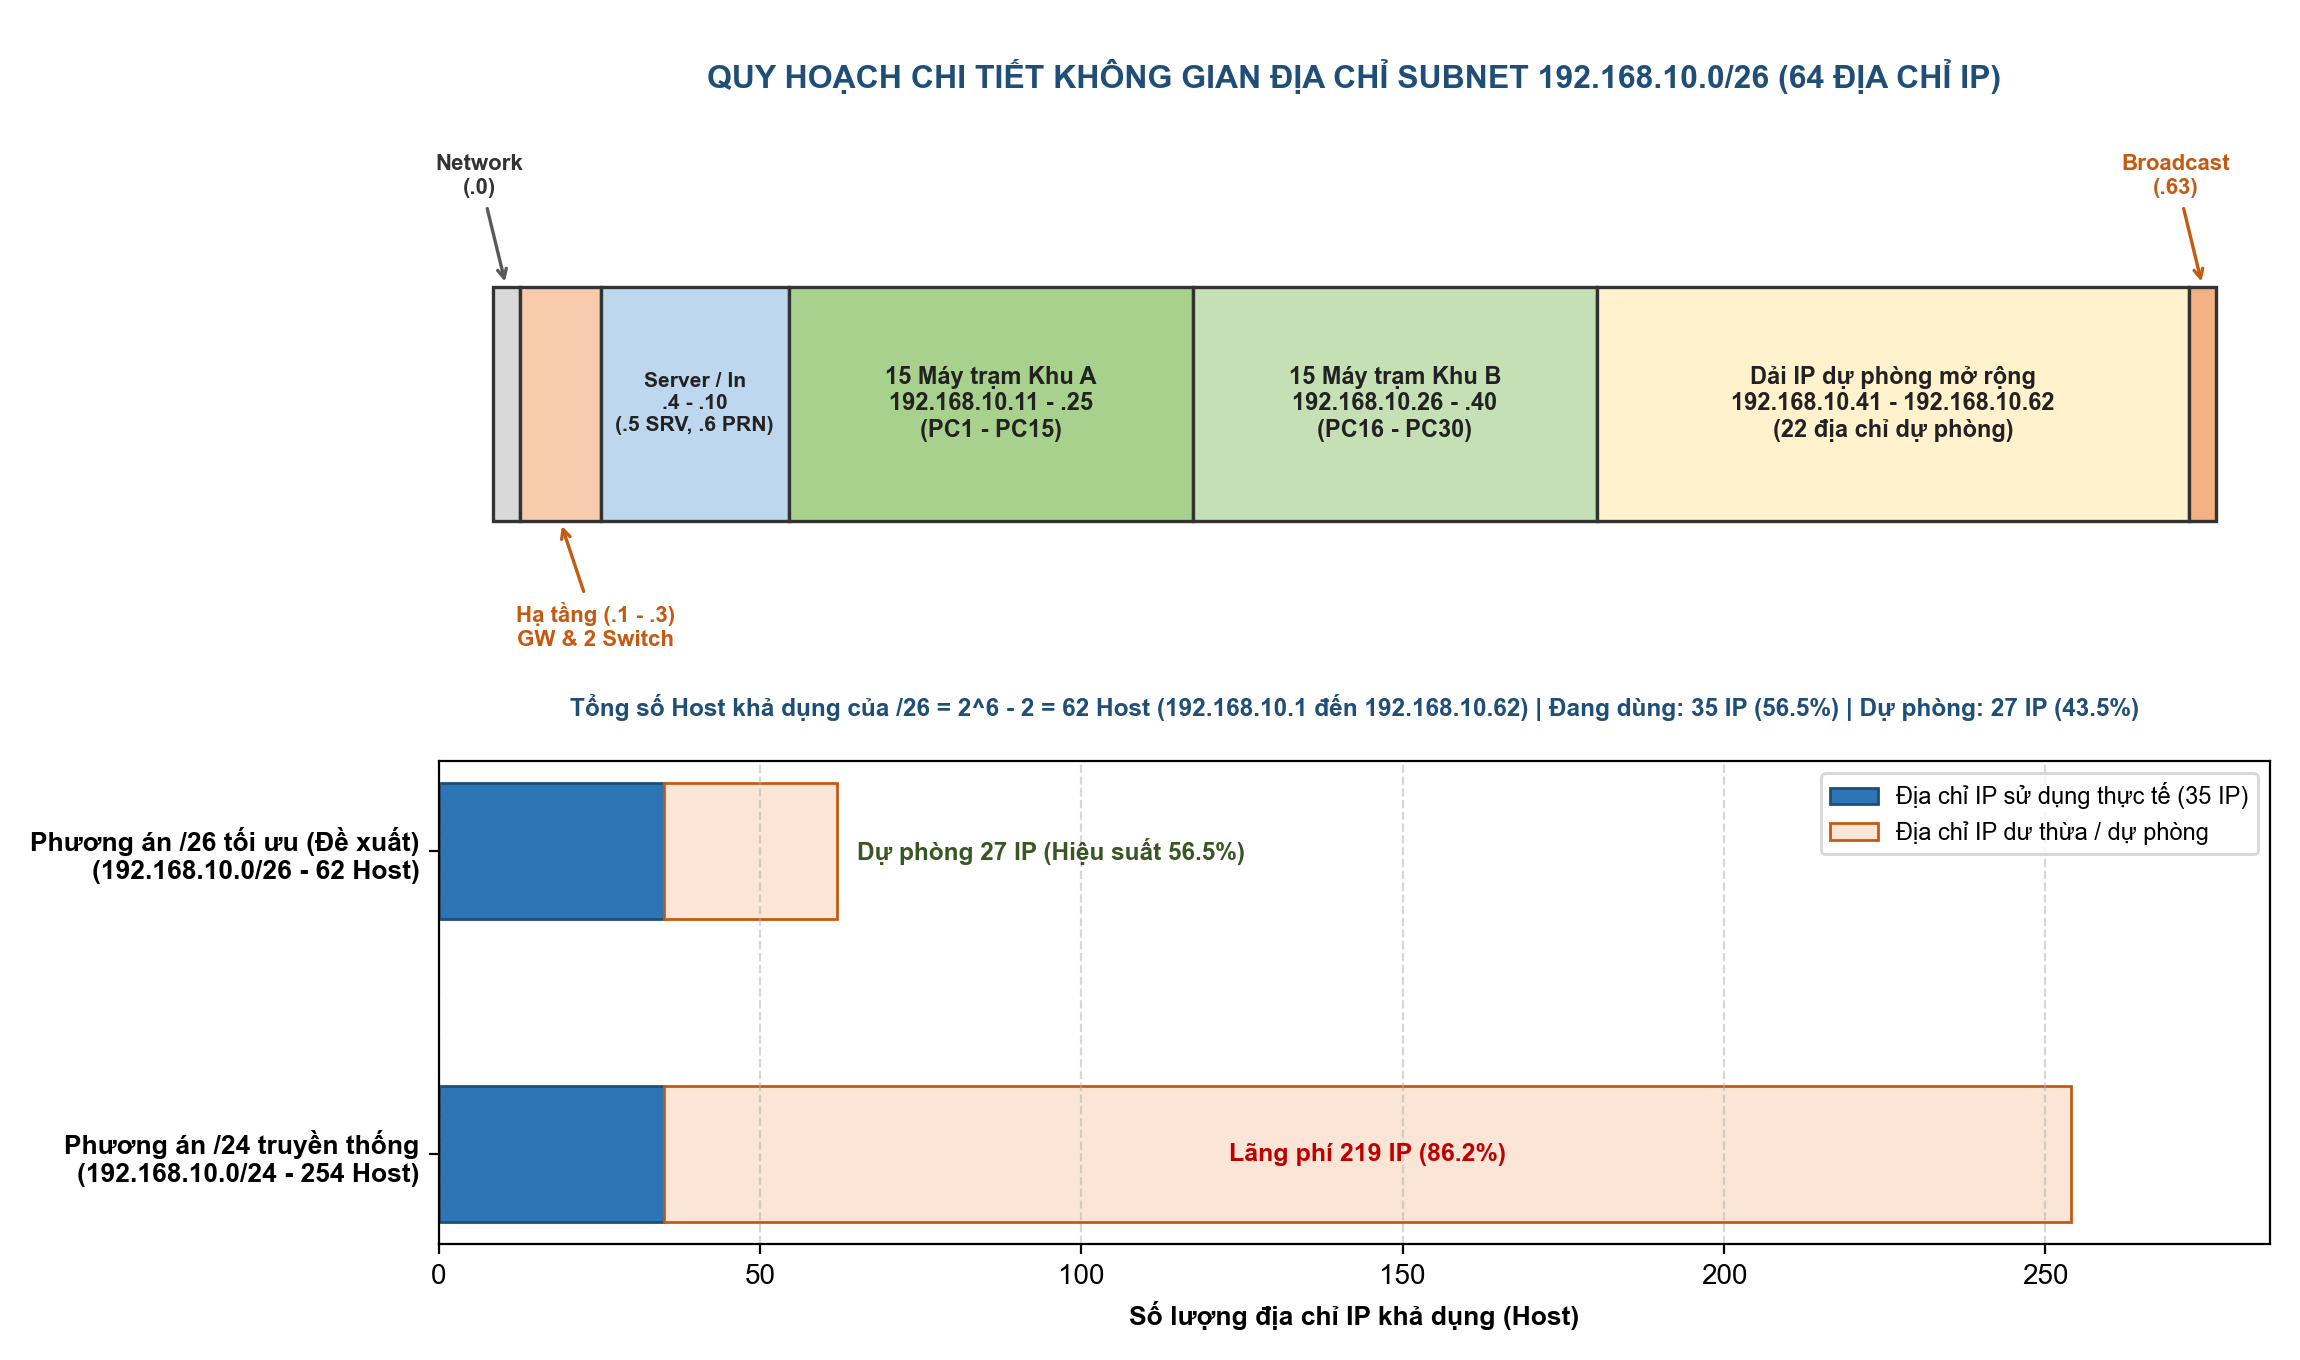 QUY HOẠCH CHI TIẾT KHÔNG GIAN ĐỊA CHỈ SUBNET 192.168.10.0/26 (64 ĐỊA CHỈ IP)
Network
(.0)
Broadcast
(.63)
Server / In
.4 - .10
(.5 SRV, .6 PRN)
15 Máy trạm Khu A
192.168.10.11 - .25
(PC1 - PC15)
15 Máy trạm Khu B
192.168.10.26 - .40
(PC16 - PC30)
Dải IP dự phòng mở rộng
192.168.10.41 - 192.168.10.62
(22 địa chỉ dự phòng)
Hạ tầng (.1 - .3)
GW & 2 Switch
Tổng số Host khả dụng của /26 = 2^6 - 2 = 62 Host (192.168.10.1 đến 192.168.10.62) | Đang dùng: 35 IP (56.5%) | Dự phòng: 27 IP (43.5%)
Địa chỉ IP sử dụng thực tế (35 IP)
Địa chỉ IP dư thừa / dự phòng
Phương án /26 tối ưu (Đề xuất)
(192.168.10.0/26 - 62 Host)
Dự phòng 27 IP (Hiệu suất 56.5%)
Phương án /24 truyền thống
(192.168.10.0/24 - 254 Host)
Lãng phí 219 IP (86.2%)
0 50 100 150 200 250
Số lượng địa chỉ IP khả dụng (Host)